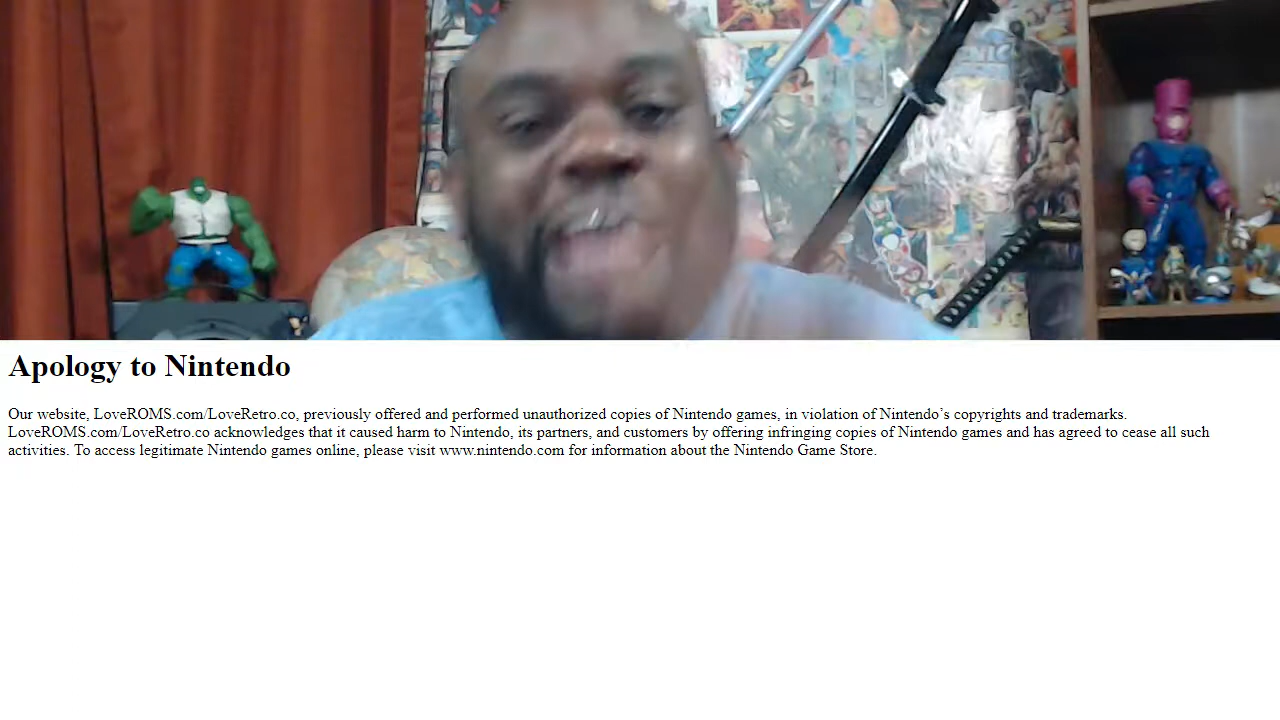 SONIC
Apology to Nintendo
Our website, LoveROMS.com/LoveRetro.co, previously offered and performed unauthorized copies of Nintendo games, in violation of Nintendo’s copyrights and trademarks.
LoveROMS.com/LoveRetro.co acknowledges that it caused harm to Nintendo, its partners, and customers by offering infringing copies of Nintendo games and has agreed to cease all such
activities. To access legitimate Nintendo games online, please visit www.nintendo.com for information about the Nintendo Game Store.